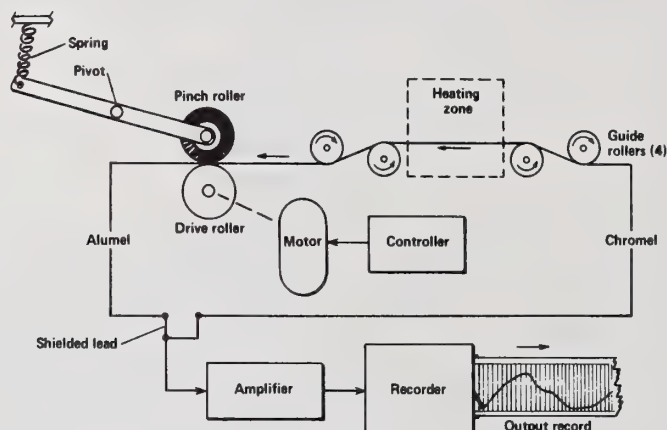 Spring
Pivot
Pinch roller
Heating
zone
Guide
rollers (4)
Alumel
Drive roller
Motor
Controller
Chromel
Shielded lead
Amplifier
Recorder
Output record